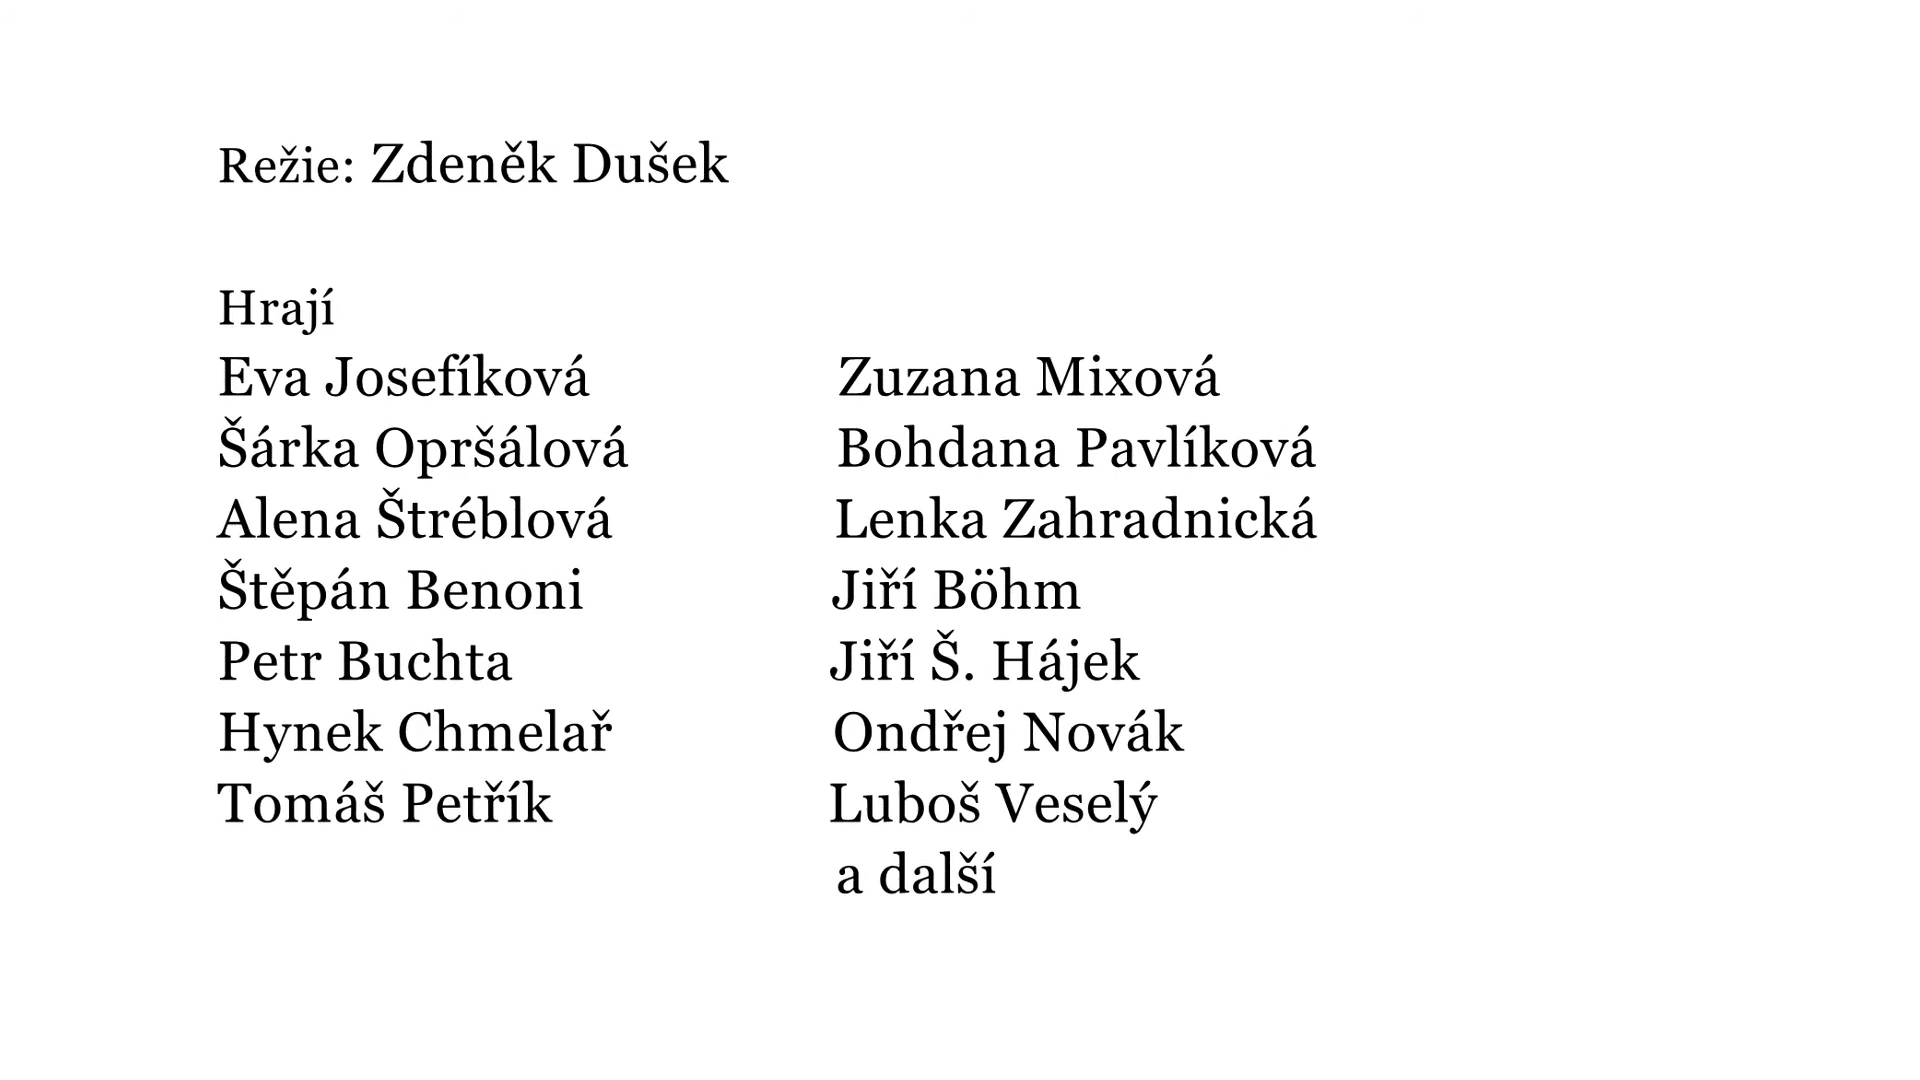 Režie: Zdeněk Dušek
Hrají
Eva Josefíková
Šárka Opršálová
Alena Štréblová
Štěpán Benoni
Petr Buchta
Hynek Chmelař
Tomáš Petřík
Zuzana Mixová
Bohdana Pavlíková
Lenka Zahradnická
Jiří Böhm
Jiří Š. Hájek
Ondřej Novák
Luboš Veselý
a další